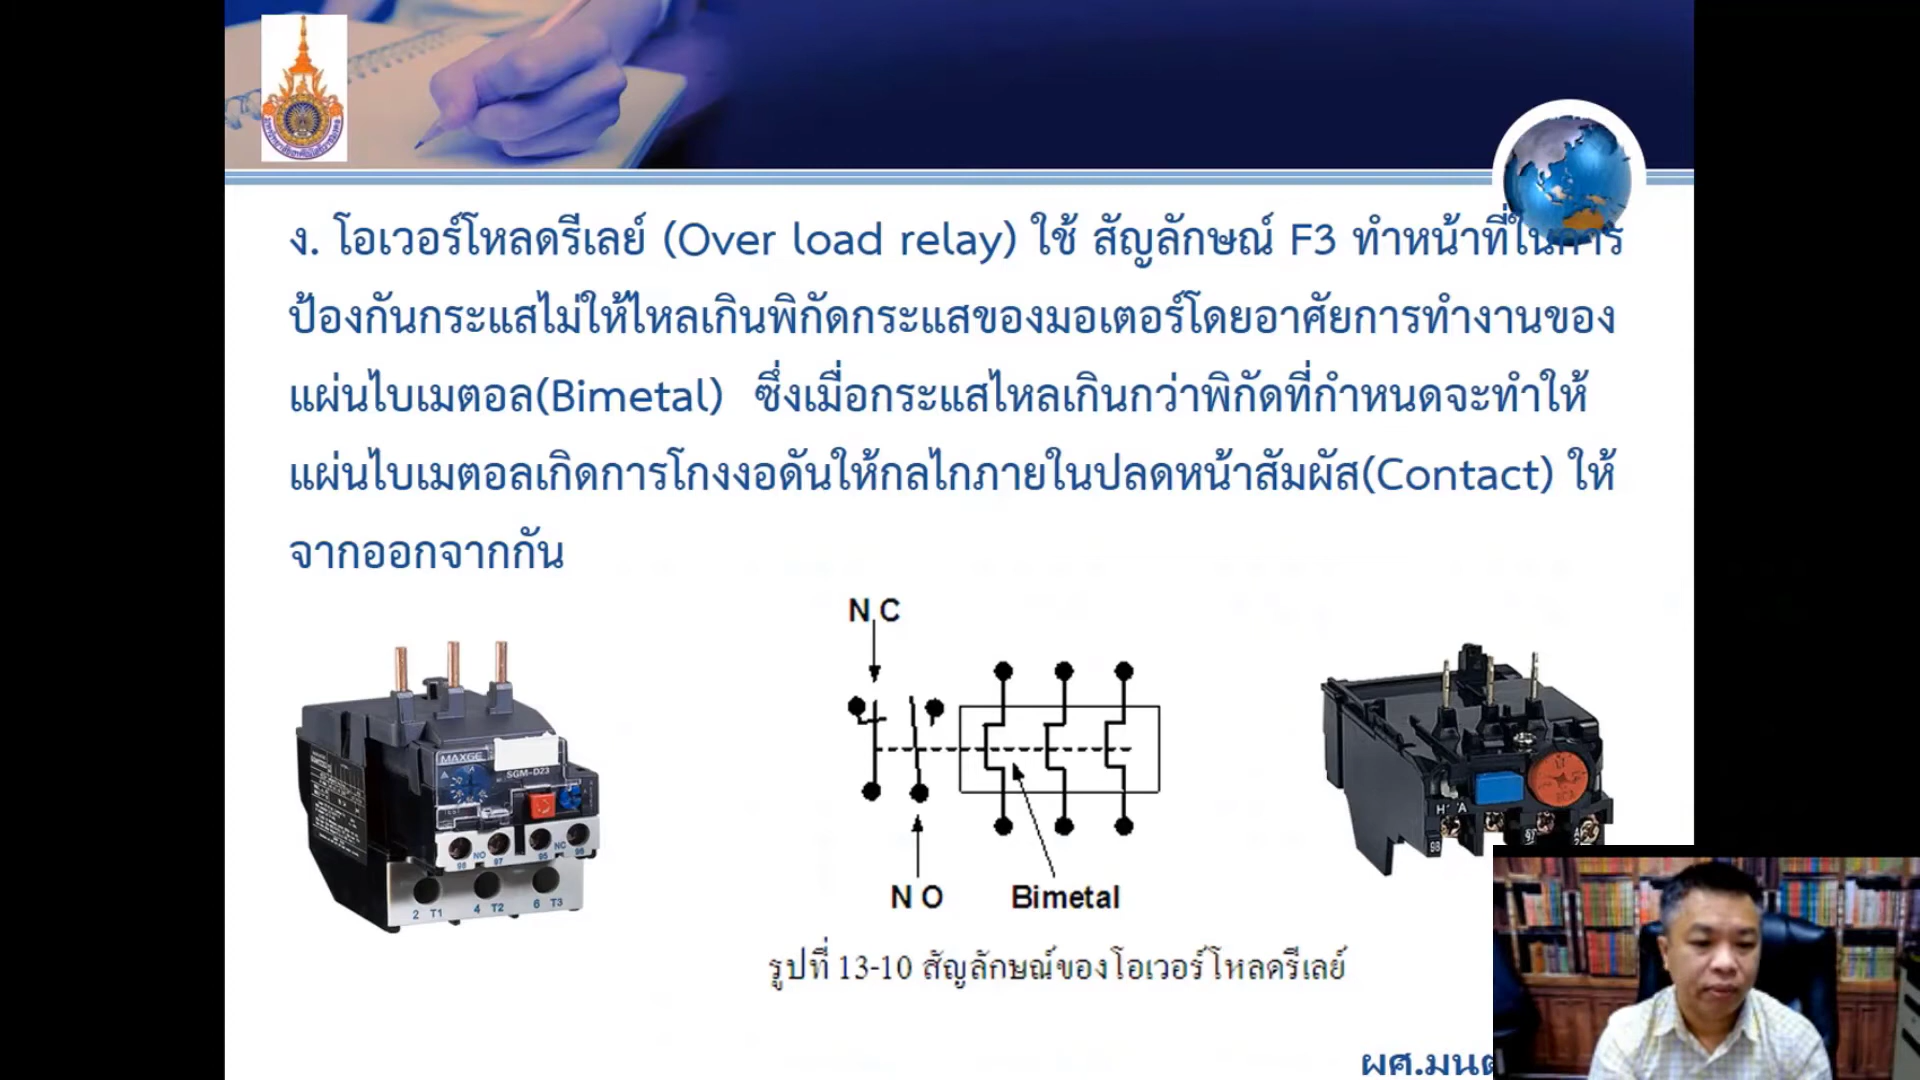 ง. โอเวอร์โหลดรีเลย์ (Over load relay) ใช้ สัญลักษณ์ F3 ทำหน้าที่ในการ
ป้องกันกระแสไม่ให้ไหลเกินพิกัดกระแสของมอเตอร์โดยอาศัยการทำงานของ
แผ่นไบเมตอล(Bimetal) ซึ่งเมื่อกระแสไหลเกินกว่าพิกัดที่กำหนดจะทำให้
แผ่นไบเมตอลเกิดการโกงงอดันให้กลไกภายในปลดหน้าสัมผัส(Contact) ให้
จากออกจากกัน
N C
N O
Bimetal
MAXGE
SGM-D23
98 NO 97 95 NC 96
2 T1 4 T2 6 T3
98
รูปที่ 13-10 สัญลักษณ์ของโอเวอร์โหลดรีเลย์
ผศ.มน